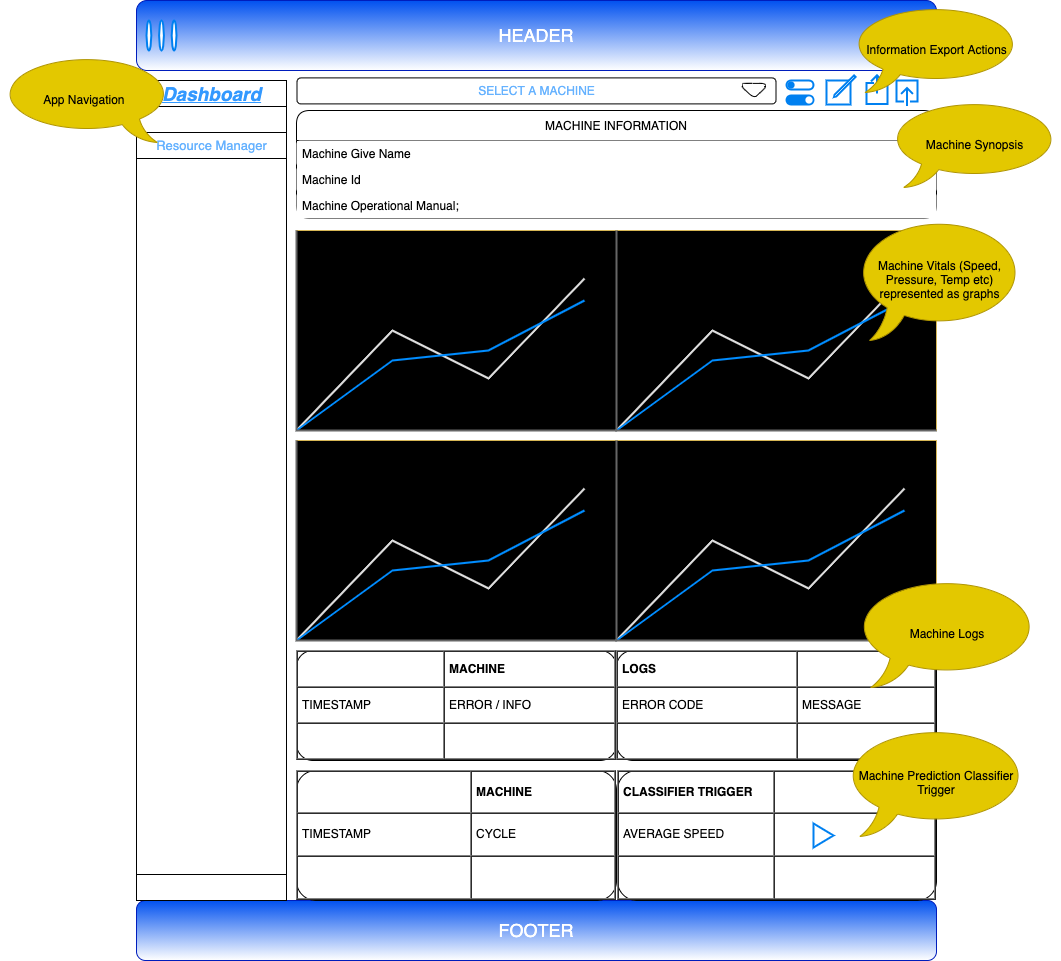 HEADER
Information Export Actions
App Navigation
Dashboard
SELECT A MACHINE
MACHINE INFORMATION
Resource Manager
Machine Synopsis
Machine Give Name
Machine Id
Machine Operational Manual;
Machine Vitals (Speed,
Pressure, Temp etc)
represented as graphs
Machine Logs
MACHINE LOGS
TIMESTAMP ERROR / INFO ERROR CODE MESSAGE
Machine Prediction Classifier
Trigger
MACHINE CLASSIFIER TRIGGER
TIMESTAMP CYCLE AVERAGE SPEED
FOOTER